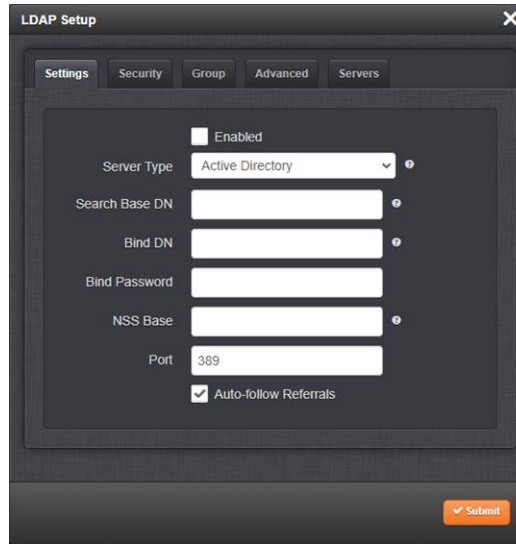 LDAP Setup
Settings Security Group Advanced Servers
Enabled
Server Type Active Directory
Search Base DN
Bind DN
Bind Password
NSS Base
Port 389
Auto-follow Referrals
Submit